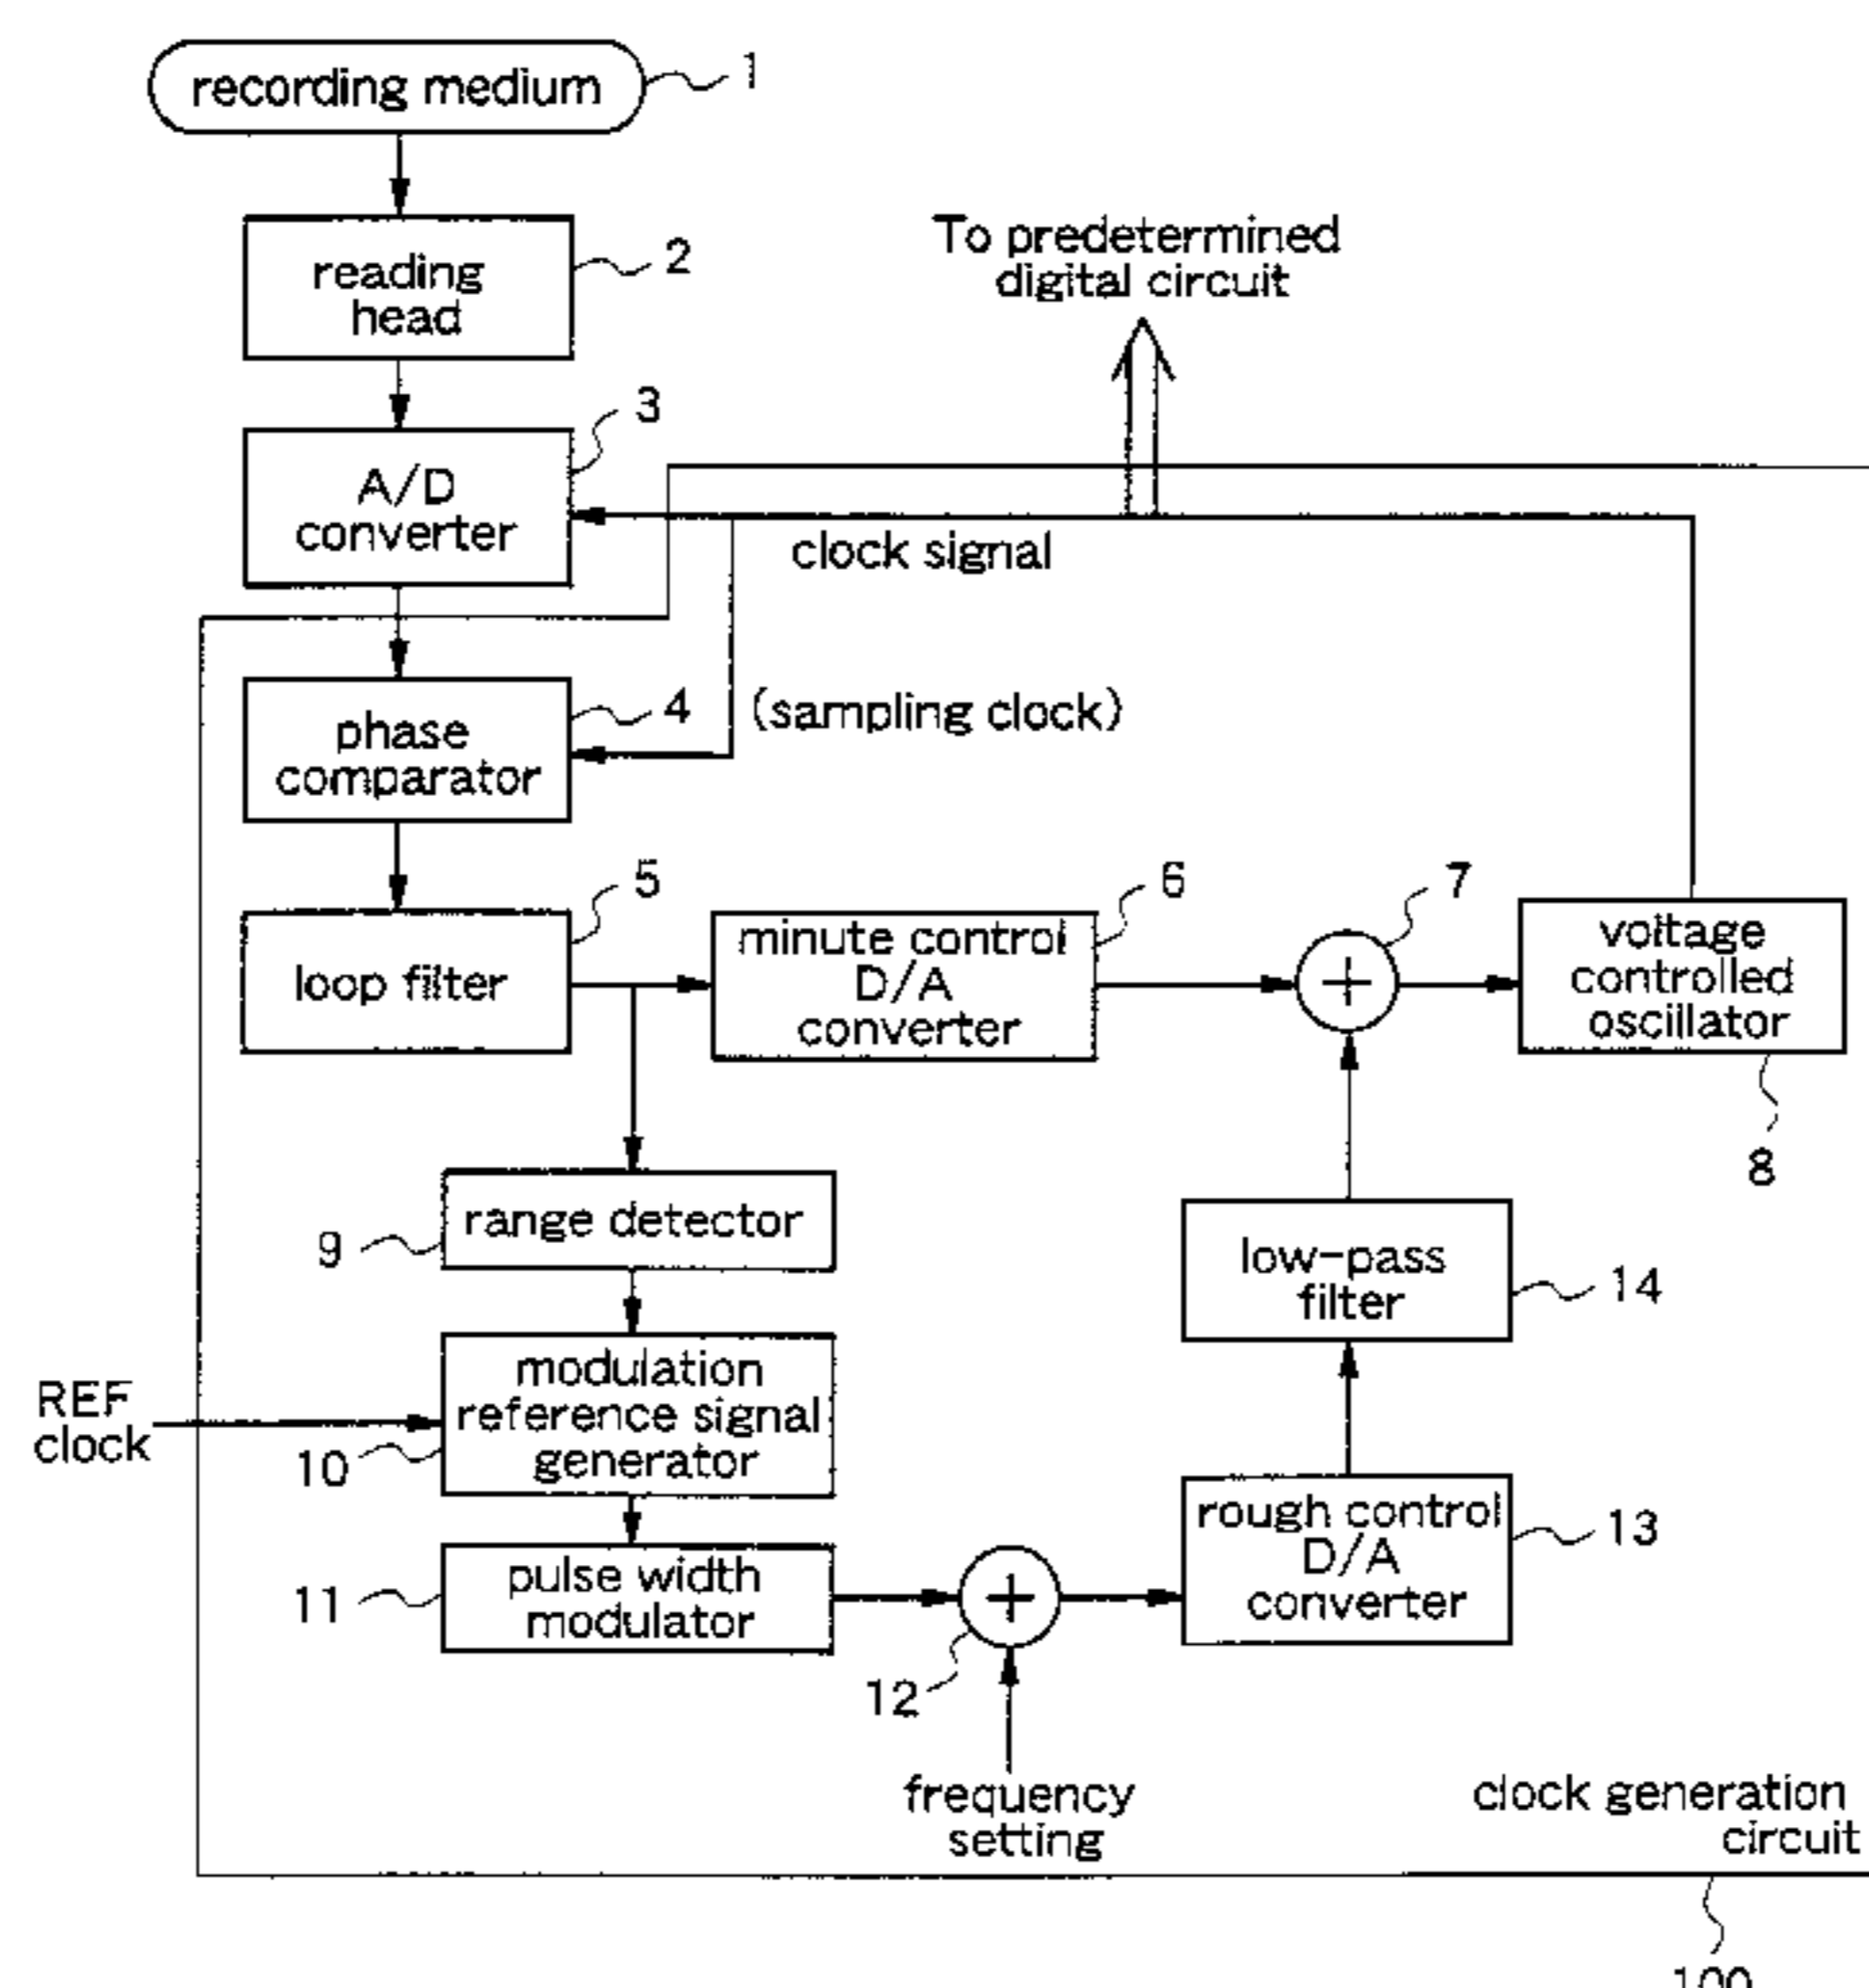 recording medium
1
reading
head
2
To predetermined
digital circuit
A/D
converter
3
clock signal
phase
comparator
4
(sampling clock)
loop filter
5
minute control
D/A
converter
6
+
7
voltage
controlled
oscillator
8
range detector
9
low-pass
filter
14
REF
clock
modulation
reference signal
generator
10
rough control
D/A
converter
13
pulse width
modulator
11
+
12
frequency
setting
clock generation
circuit
100